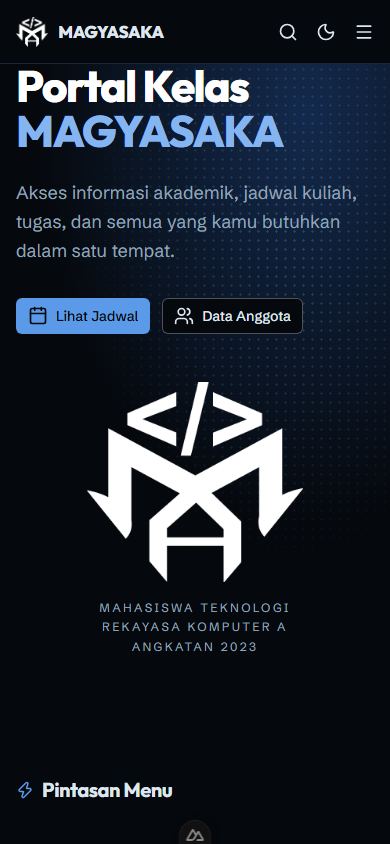 MAGYASAKA
Portal Kelas
MAGYASAKA
Akses informasi akademik, jadwal kuliah,
tugas, dan semua yang kamu butuhkan
dalam satu tempat.
Lihat Jadwal
Data Anggota
</>
MAHASISWA TEKNOLOGI
REKAYASA KOMPUTER A
ANGKATAN 2023
Pintasan Menu